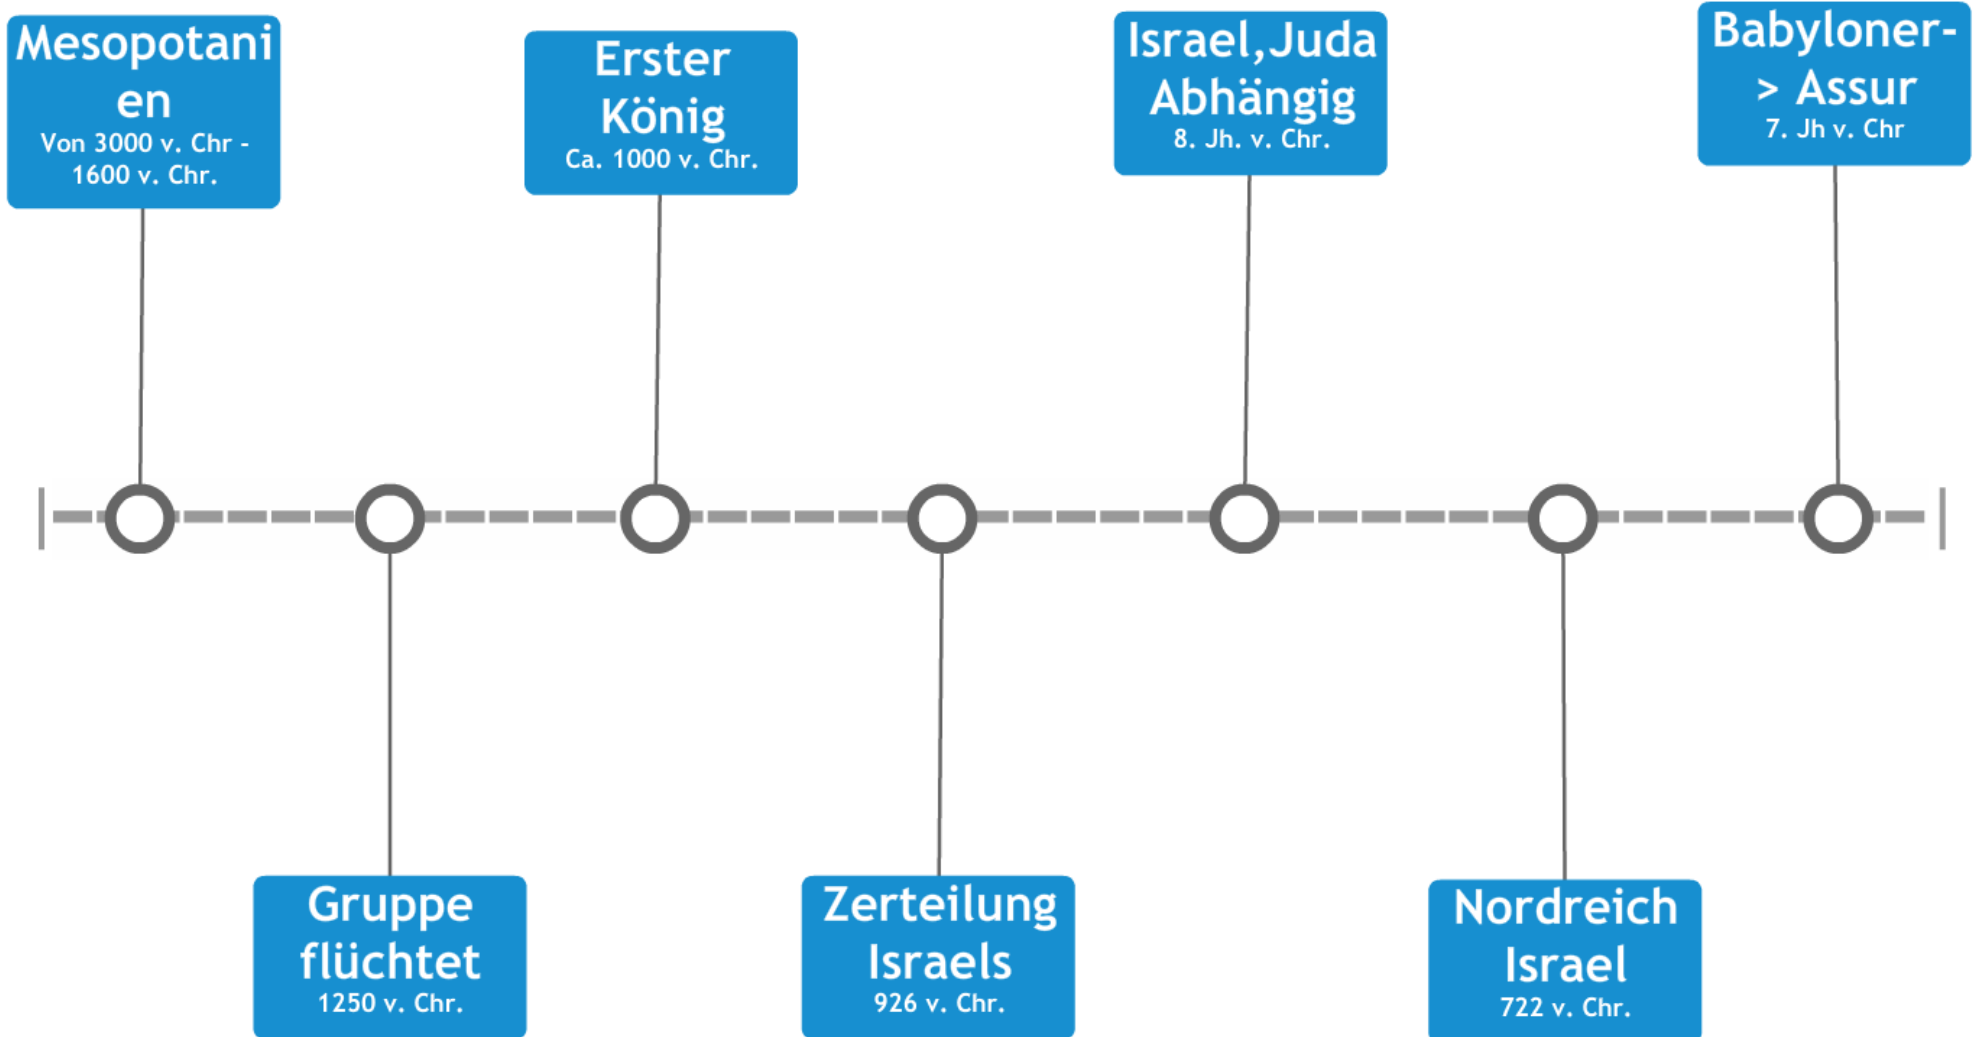 Mesopotani
en
Von 3000 v. Chr -
1600 v. Chr.
Gruppe
flüchtet
1250 v. Chr.
Erster
König
Ca. 1000 v. Chr.
Zerteilung
Israels
926 v. Chr.
Israel,Juda
Abhängig
8. Jh. v. Chr.
Nordreich
Israel
722 v. Chr.
Babyloner-
> Assur
7. Jh v. Chr